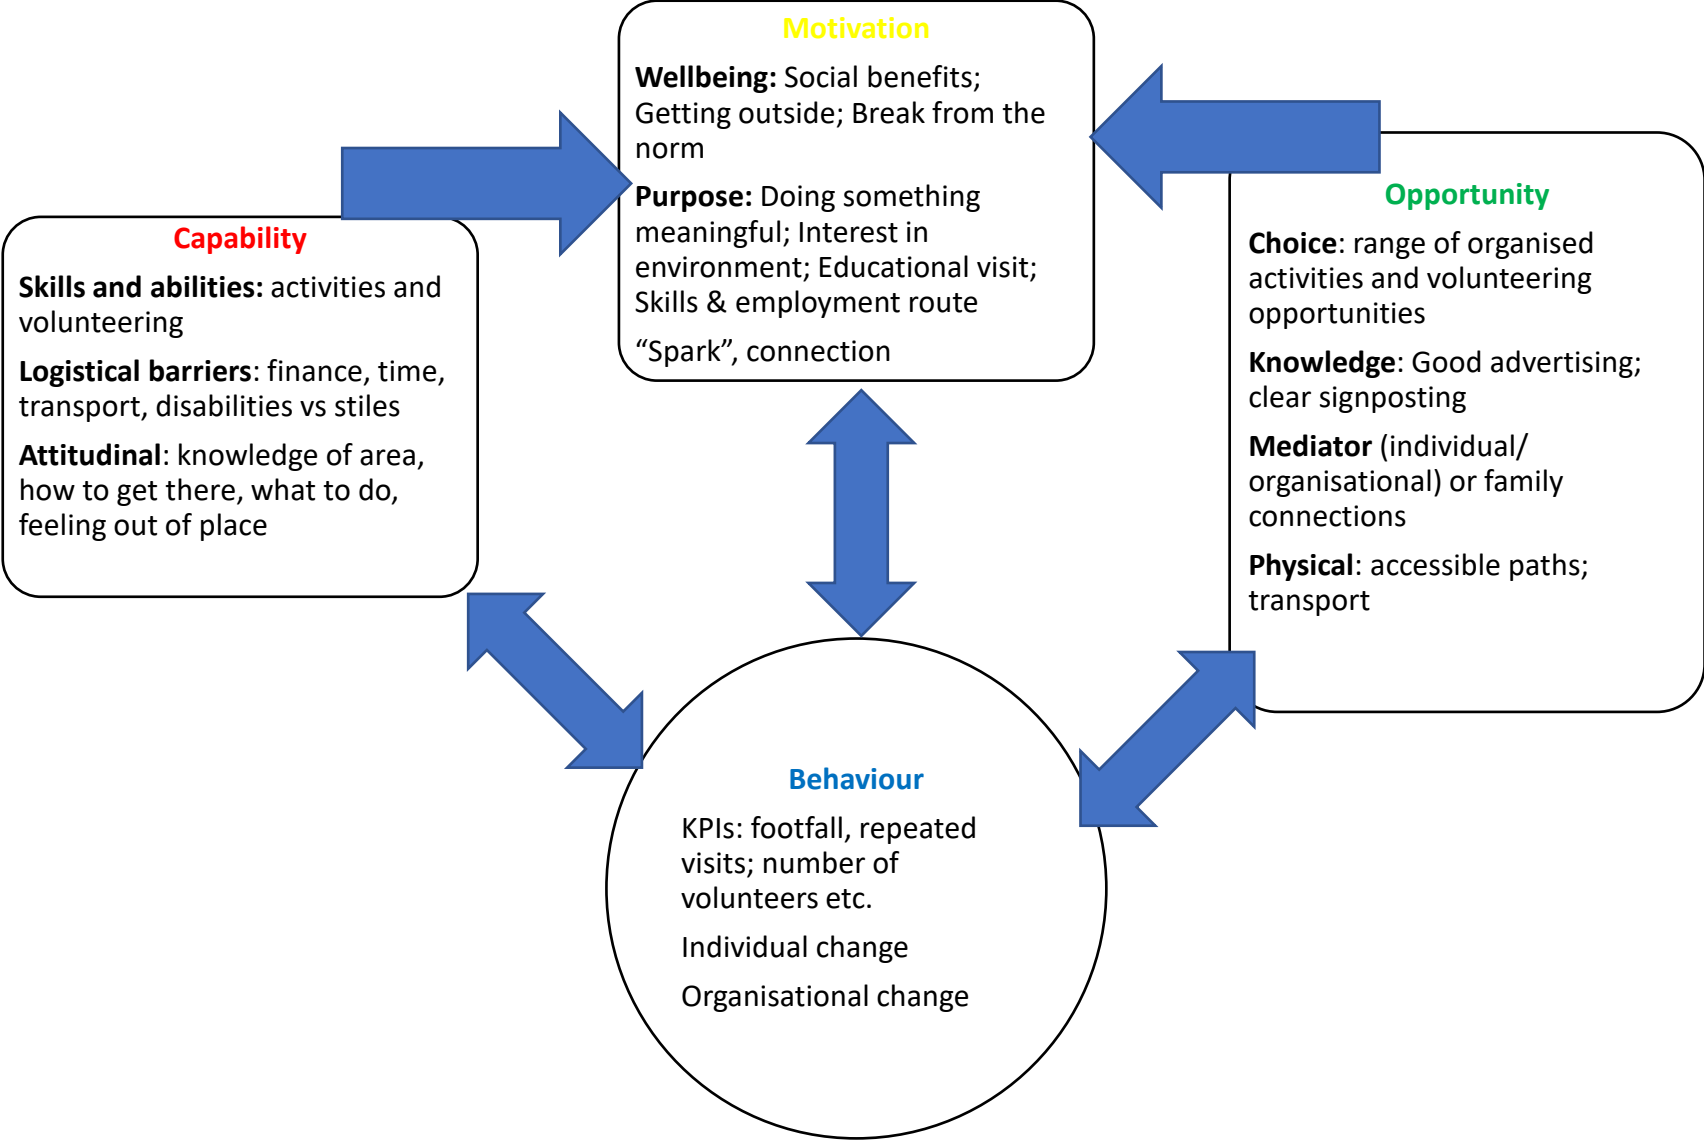 Motivation
Wellbeing: Social benefits;
Getting outside; Break from the
norm
Purpose: Doing something
meaningful; Interest in
environment; Educational visit;
Skills & employment route
“Spark”, connection
Capability
Skills and abilities: activities and
volunteering
Logistical barriers: finance, time,
transport, disabilities vs stiles
Attitudinal: knowledge of area,
how to get there, what to do,
feeling out of place
Opportunity
Choice: range of organised
activities and volunteering
opportunities
Knowledge: Good advertising;
clear signposting
Mediator (individual/
organisational) or family
connections
Physical: accessible paths;
transport
Behaviour
KPIs: footfall, repeated
visits; number of
volunteers etc.
Individual change
Organisational change